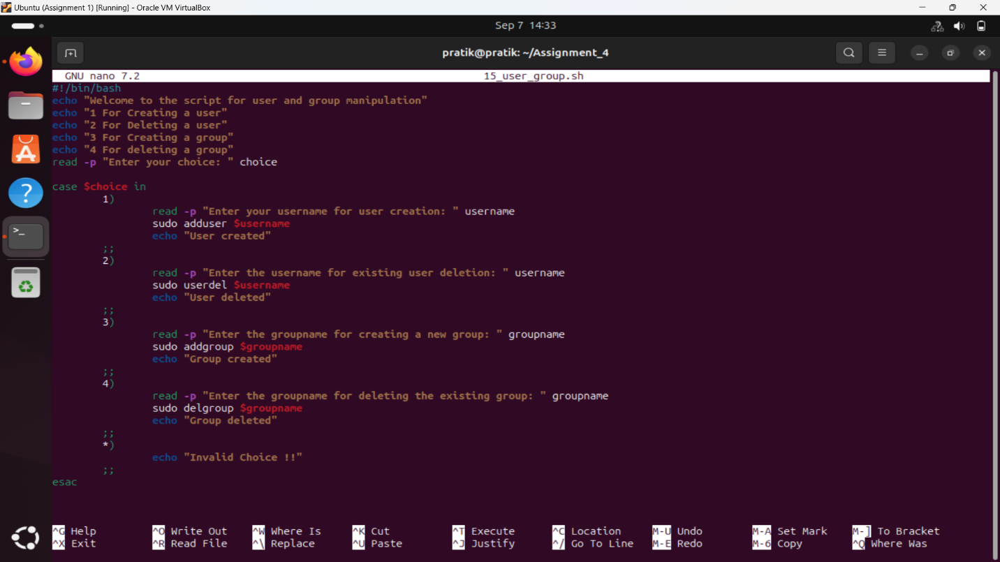 Ubuntu (Assignment 1) [Running] - Oracle VM VirtualBox
Sep 7 14:33
pratik@pratik: ~/Assignment_4
GNU nano 7.2 15_user_group.sh
#!/bin/bash
echo "Welcome to the script for user and group manipulation"
echo "1 For Creating a user"
echo "2 For Deleting a user"
echo "3 For Creating a group"
echo "4 For deleting a group"
read -p "Enter your choice: " choice
case $choice in
1)
read -p "Enter your username for user creation: " username
sudo adduser $username
echo "User created"
;;
2)
read -p "Enter the username for existing user deletion: " username
sudo userdel $username
echo "User deleted"
;;
3)
read -p "Enter the groupname for creating a new group: " groupname
sudo addgroup $groupname
echo "Group created"
;;
4)
read -p "Enter the groupname for deleting the existing group: " groupname
sudo delgroup $groupname
echo "Group deleted"
;;
*)
echo "Invalid Choice !!"
;;
esac
^G Help ^O Write Out ^W Where Is ^K Cut ^T Execute ^C Location M-U Undo M-A Set Mark M-] To Bracket
^X Exit ^R Read File ^\ Replace ^U Paste ^J Justify ^/ Go To Line M-E Redo M-6 Copy ^Q Where Was